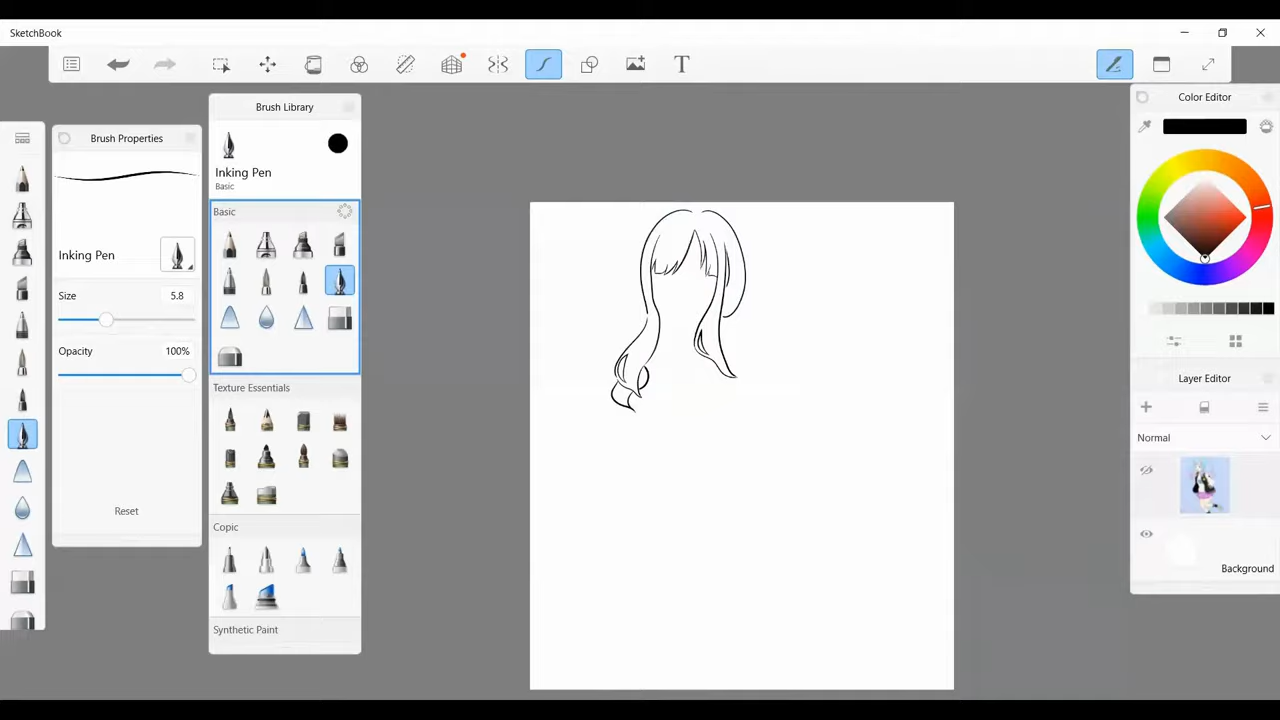 SketchBook
T
Brush Properties
Inking Pen
Size 5.8
Opacity 100%
Reset
Brush Library
Inking Pen
Basic
Basic
Texture Essentials
Copic
Synthetic Paint
Color Editor
Layer Editor
Normal
Background